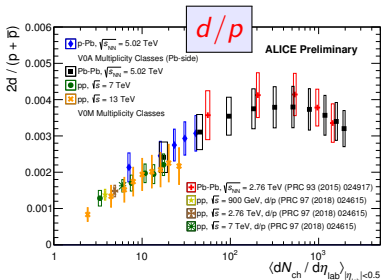 d/p
ALICE Preliminary
p-Pb, √sNN = 5.02 TeV
V0A Multiplicity Classes (Pb-side)
Pb-Pb, √sNN = 5.02 TeV
pp, √s = 7 TeV
pp, √s = 13 TeV
V0M Multiplicity Classes
2d / (p + p̅)
0.006
0.005
0.004
0.003
0.002
0.001
0
Pb-Pb, √sNN = 2.76 TeV (PRC 93 (2015) 024917)
pp, √s = 900 GeV, d/p (PRC 97 (2018) 024615)
pp, √s = 2.76 TeV, d/p (PRC 97 (2018) 024615)
pp, √s = 7 TeV, d/p (PRC 97 (2018) 024615)
1 10 10² 10³
⟨dNch / dηlab⟩|ηlab|<0.5